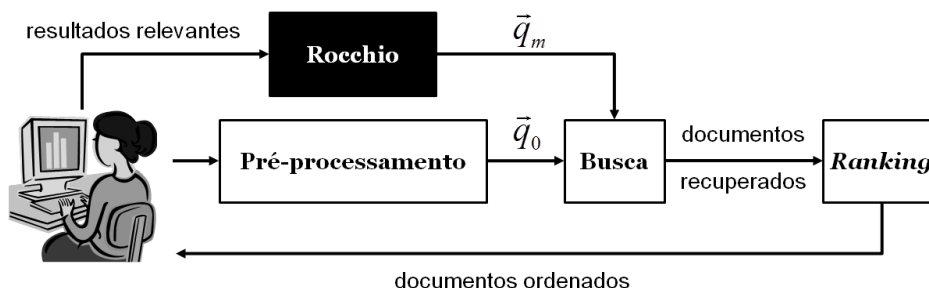 resultados relevantes
Rocchio
q⃗m
Pré-processamento
q⃗0
Busca
documentos
recuperados
Ranking
documentos ordenados